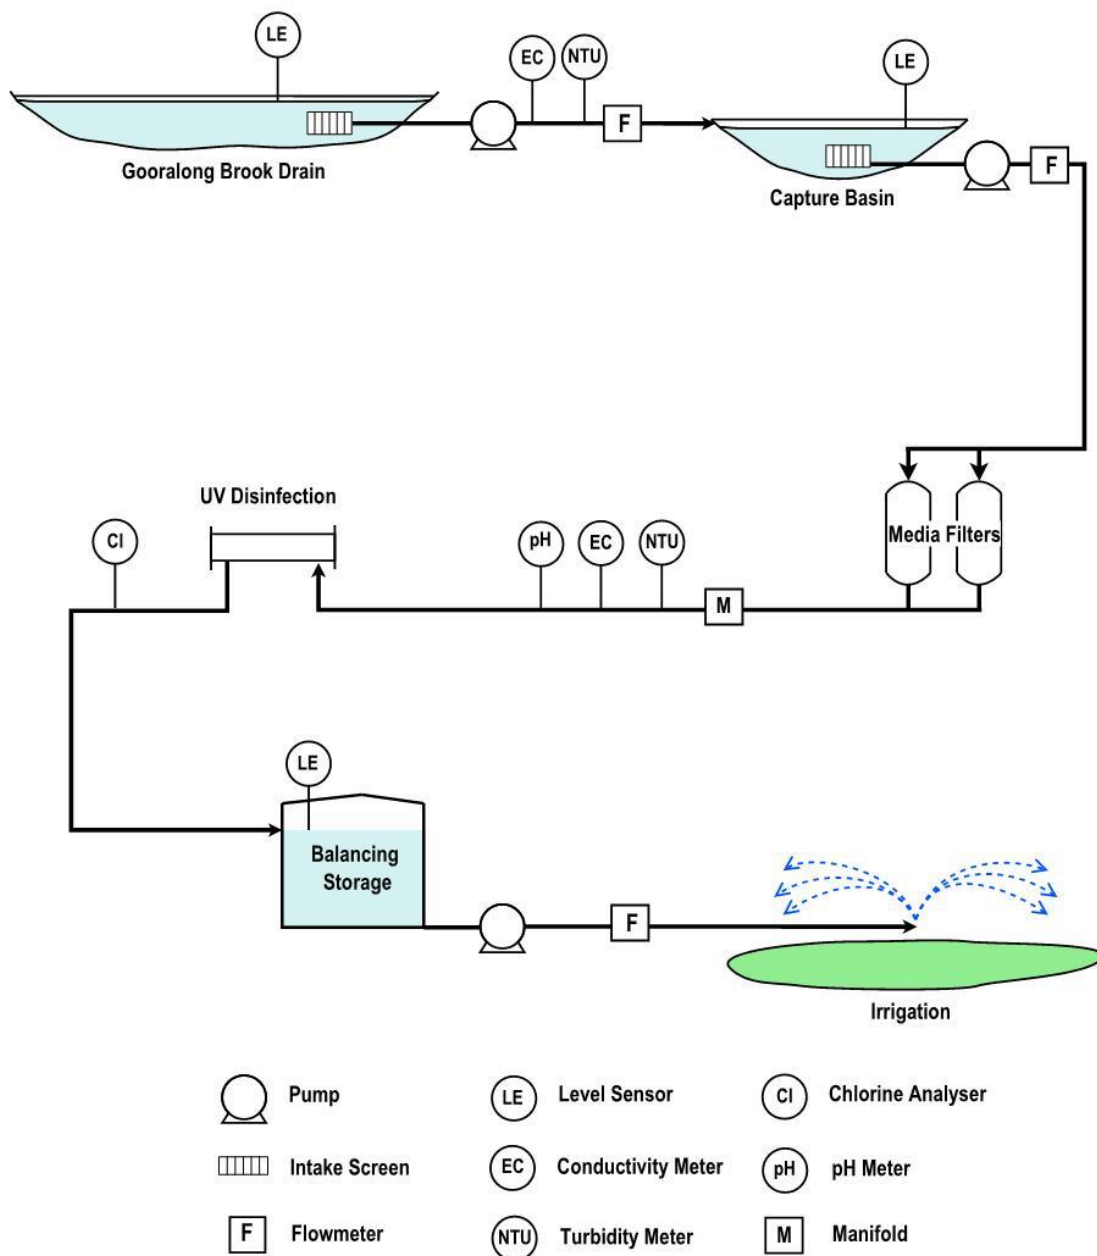 LE
EC
NTU
LE
F
F
Gooralong Brook Drain
Capture Basin
UV Disinfection
Media Filters
Cl
pH
EC
NTU
M
LE
Balancing
Storage
F
Irrigation
Pump
LE
Level Sensor
Cl
Chlorine Analyser
Intake Screen
EC
Conductivity Meter
pH
pH Meter
F
Flowmeter
NTU
Turbidity Meter
M
Manifold